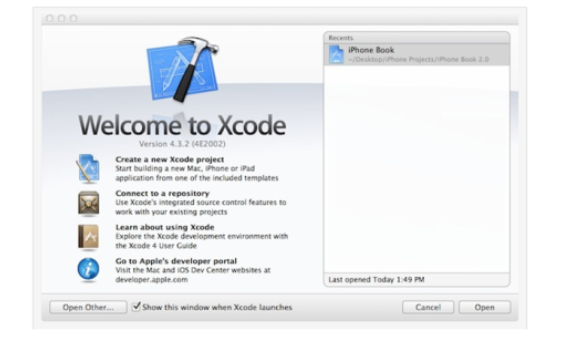 Recents
iPhone Book
~/Desktop/iPhone Projects/iPhone Book 2.0
Welcome to Xcode
Version 4.3.2 (4E2002)
Create a new Xcode project
Start building a new Mac, iPhone or iPad
application from one of the included templates
Connect to a repository
Use Xcode's integrated source control features to
work with your existing projects
Learn about using Xcode
Explore the Xcode development environment with
the Xcode 4 User Guide
Go to Apple's developer portal
Visit the Mac and iOS Dev Center websites at
developer.apple.com
Last opened Today 1:49 PM
Open Other...
Show this window when Xcode launches
Cancel
Open